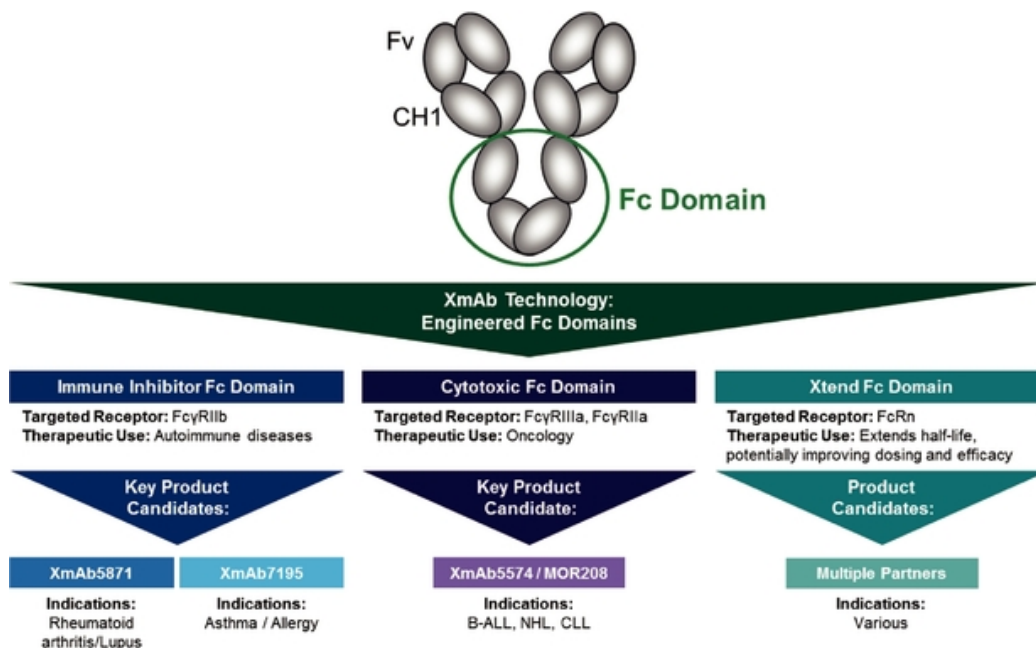 Fv
CH1
Fc Domain
XmAb Technology:
Engineered Fc Domains
Immune Inhibitor Fc Domain
Targeted Receptor: FcγRIIb
Therapeutic Use: Autoimmune diseases
Key Product
Candidates:
XmAb5871
Indications:
Rheumatoid
arthritis/Lupus
XmAb7195
Indications:
Asthma / Allergy
Cytotoxic Fc Domain
Targeted Receptor: FcγRIIIa, FcγRIIa
Therapeutic Use: Oncology
Key Product
Candidate:
XmAb5574 / MOR208
Indications:
B-ALL, NHL, CLL
Xtend Fc Domain
Targeted Receptor: FcRn
Therapeutic Use: Extends half-life,
potentially improving dosing and efficacy
Product
Candidates:
Multiple Partners
Indications:
Various